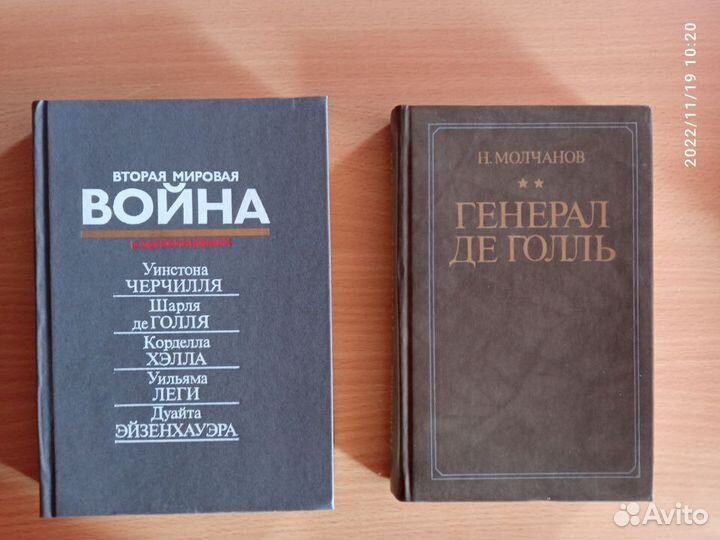 ВТОРАЯ МИРОВАЯ
ВОЙНА
Уинстона
ЧЕРЧИЛЛЯ
Шарля
де ГОЛЛЯ
Корделла
ХЭЛЛА
Уильяма
ЛЕГИ
Дуайта
ЭЙЗЕНХАУЭРА
Н. МОЛЧАНОВ
ГЕНЕРАЛ
ДЕ ГОЛЛЬ
2022/11/19 10:20
Avito